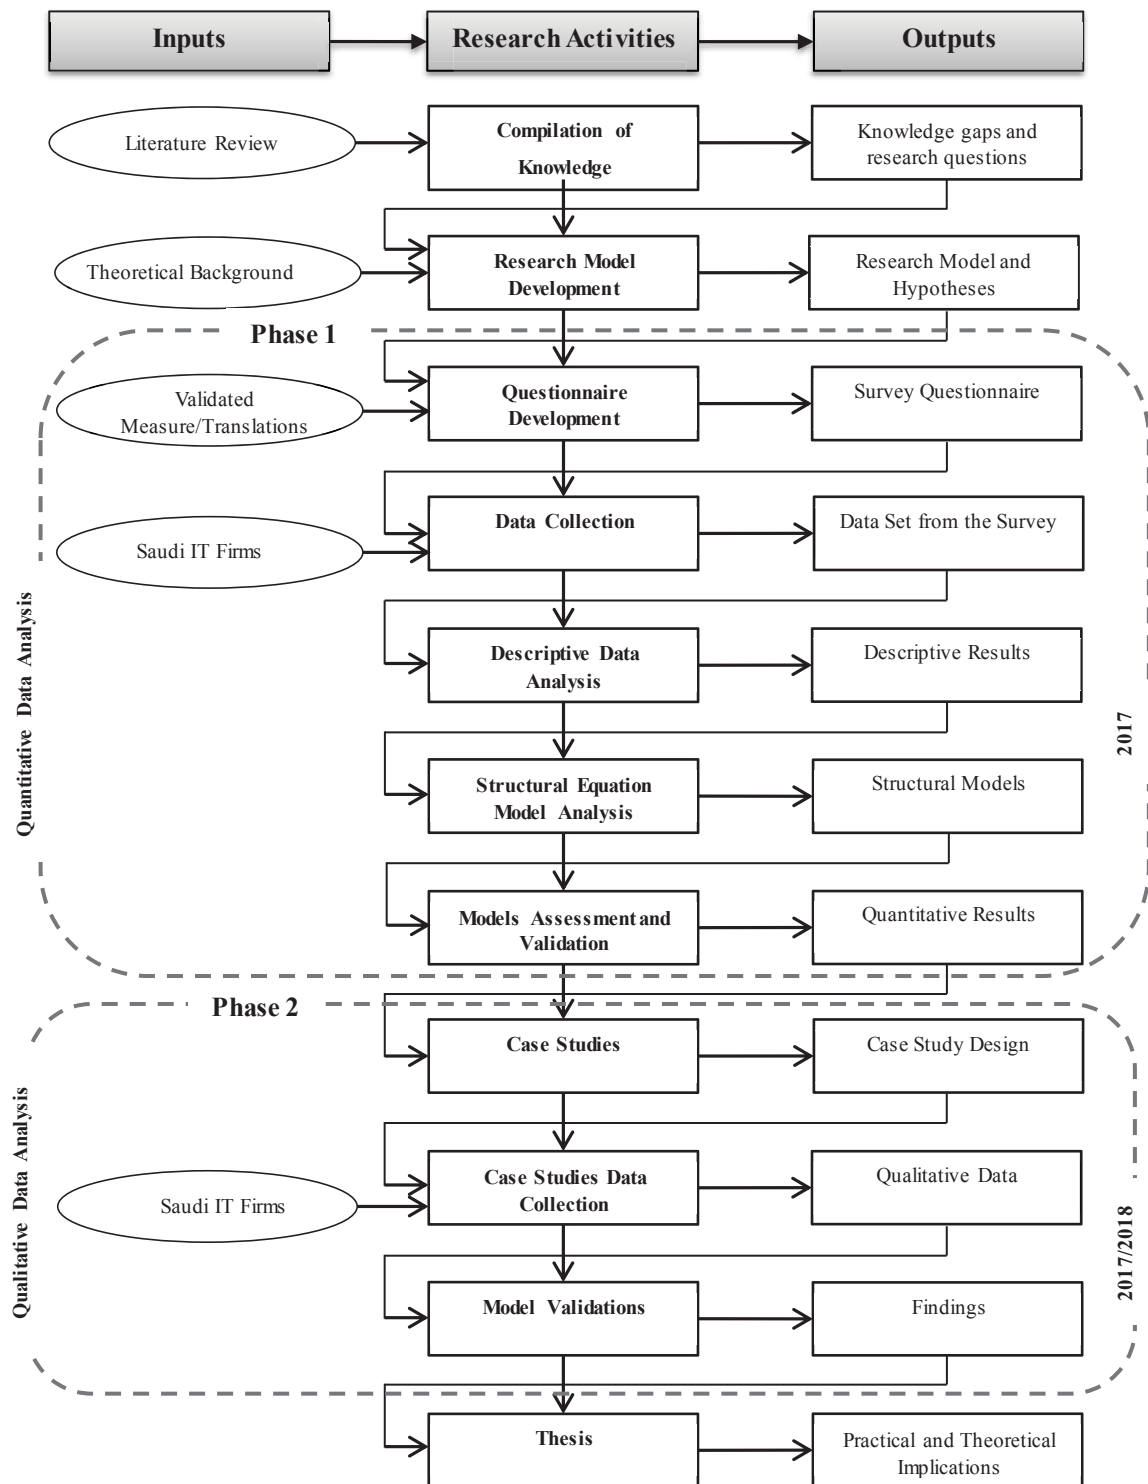 Inputs
Research Activities
Outputs
Literature Review
Compilation of
Knowledge
Knowledge gaps and
research questions
Theoretical Background
Research Model
Development
Research Model and
Hypotheses
Phase 1
Validated
Measure/Translations
Questionnaire
Development
Survey Questionnaire
Saudi IT Firms
Data Collection
Data Set from the Survey
Quantitative Data Analysis
Descriptive Data
Analysis
Descriptive Results
2017
Structural Equation
Model Analysis
Structural Models
Models Assessment and
Validation
Quantitative Results
Phase 2
Case Studies
Case Study Design
Qualitative Data Analysis
Saudi IT Firms
Case Studies Data
Collection
Qualitative Data
2017/2018
Model Validations
Findings
Thesis
Practical and Theoretical
Implications